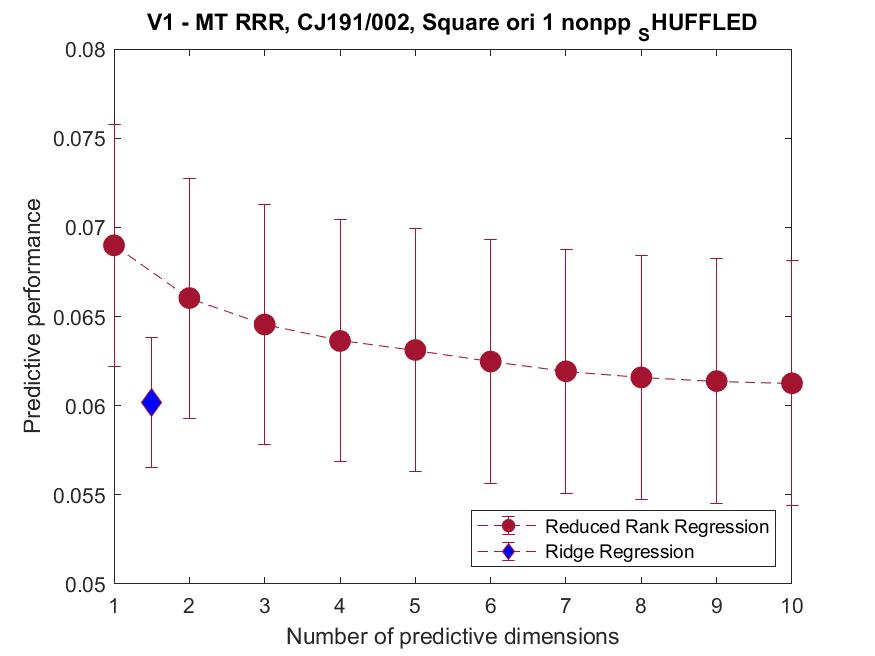 V1 - MT RRR, CJ191/002, Square ori 1 nonpp SHUFFLED
0.08
0.075
0.07
0.065
0.06
0.055
0.05
Predictive performance
Reduced Rank Regression
Ridge Regression
1 2 3 4 5 6 7 8 9 10
Number of predictive dimensions